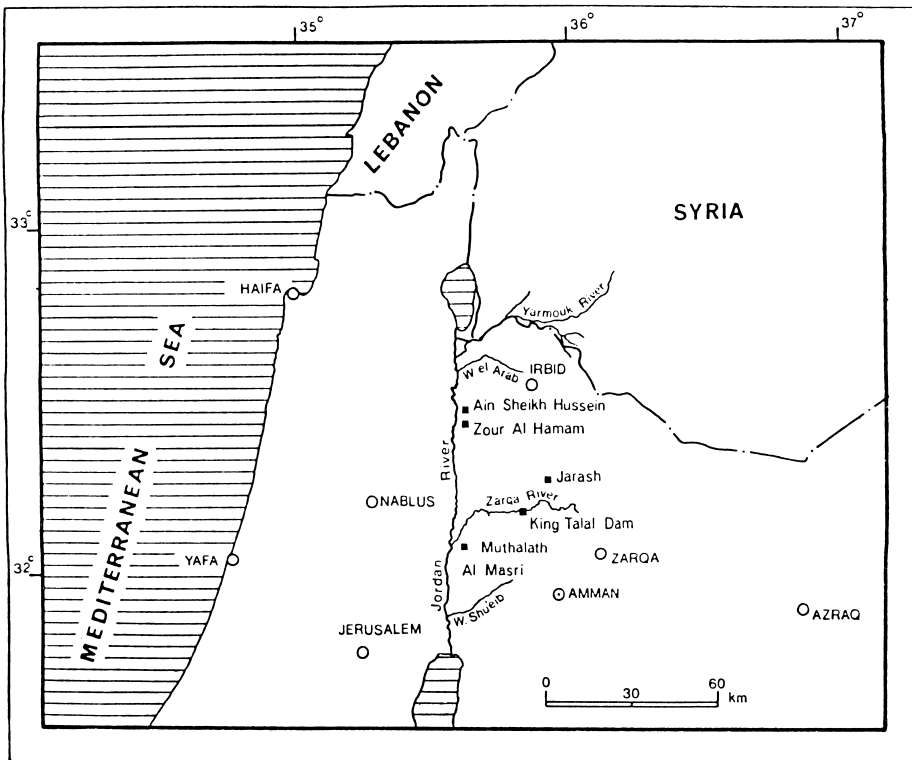 35°
36°
37°
LEBANON
33°
SYRIA
HAIFA
Yarmouk River
SEA
W el Arab
IRBID
Ain Sheikh Hussein
Zour Al Hamam
MEDITERRANEAN
River
Jarash
NABLUS
Zarqa River
King Talal Dam
YAFA
32°
Jordan
Muthalath
Al Masri
ZARQA
AMMAN
W. Shueib
AZRAQ
JERUSALEM
0 30 60
km